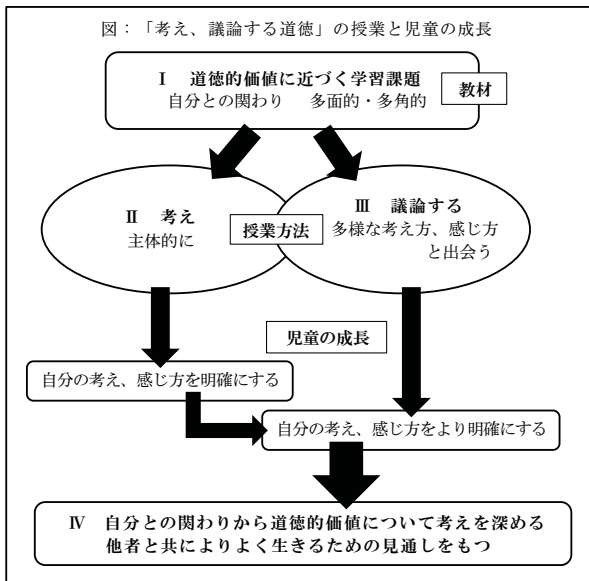 図：「考え、議論する道徳」の授業と児童の成長
Ⅰ 道徳的価値に近づく学習課題
自分との関わり 多面的・多角的
教材
Ⅱ 考え
主体的に
授業方法
Ⅲ 議論する
多様な考え方、感じ方
と出会う
児童の成長
自分の考え、感じ方を明確にする
自分の考え、感じ方をより明確にする
Ⅳ 自分との関わりから道徳的価値について考えを深める
他者と共によりよく生きるための見通しをもつ